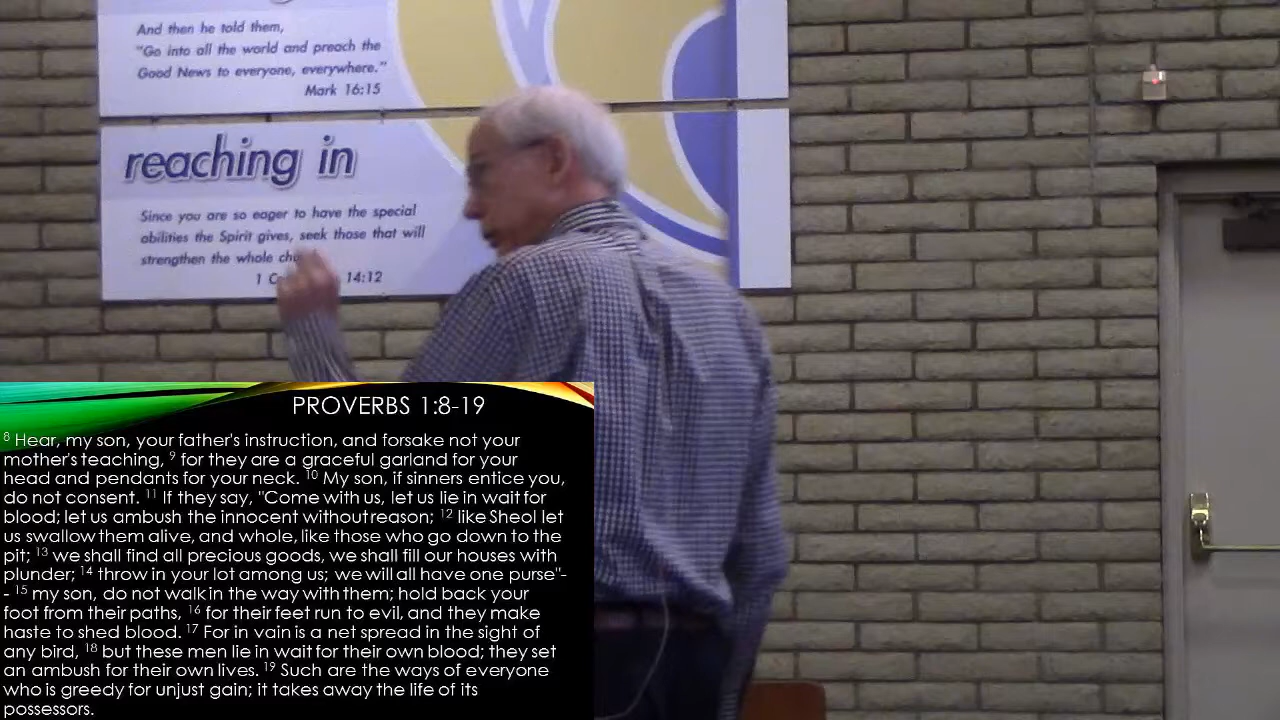 And then he told them,
"Go into all the world and preach the
Good News to everyone, everywhere."
Mark 16:15
reaching in
Since you are so eager to have the special
abilities the Spirit gives, seek those that will
strengthen the whole
1 14:12
PROVERBS 1:8-19
8 Hear, my son, your father's instruction, and forsake not your
mother's teaching, 9 for they are a graceful garland for your
head and pendants for your neck. 10 My son, if sinners entice you,
do not consent. 11 If they say, "Come with us, let us lie in wait for
blood; let us ambush the innocent without reason; 12 like Sheol let
us swallow them alive, and whole, like those who go down to the
pit; 13 we shall find all precious goods, we shall fill our houses with
plunder; 14 throw in your lot among us; we will all have one purse"-
- 15 my son, do not walk in the way with them; hold back your
foot from their paths, 16 for their feet run to evil, and they make
haste to shed blood. 17 For in vain is a net spread in the sight of
any bird, 18 but these men lie in wait for their own blood; they set
an ambush for their own lives. 19 Such are the ways of everyone
who is greedy for unjust gain; it takes away the life of its
possessors.